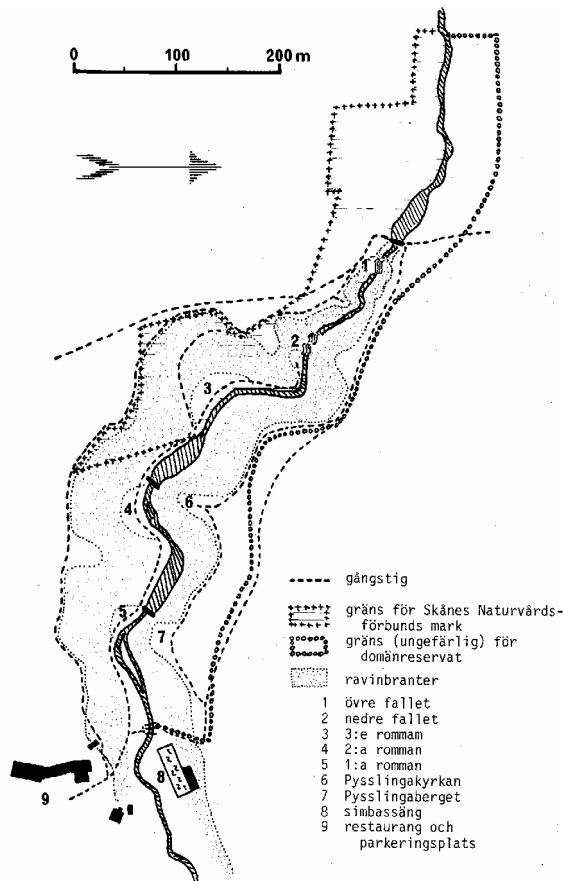 0 100 200 m
1
2
3
4
6
5
7
8
9
gångstig
gräns för Skånes Naturvårds-
förbunds mark
gräns (ungefärlig) för
domänreservat
ravinbranter
1 övre fallet
2 nedre fallet
3 3:e rommam
4 2:a romman
5 1:a romman
6 Pysslingakyrkan
7 Pysslingaberget
8 simbassäng
9 restaurang och
parkeringsplats